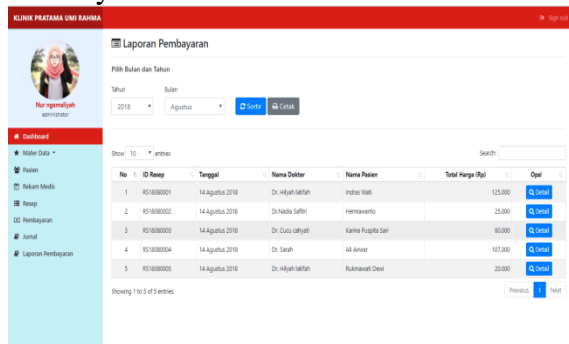 KLINIK PRATAMA UMI RAHMA
Sign out
Nur ngamaliyah
administrator
Dashboard
Mater Data
Pasien
Rekam Medis
Resep
Pembayaran
Jurnal
Laporan Pembayaran
Laporan Pembayaran
Pilih Bulan dan Tahun
Tahun Bulan
2018 Agustus Sortir Cetak
Show 10 entries Search:
No ID Resep Tanggal Nama Dokter Nama Pasien Total Harga (Rp) Opsi
1 RS18080001 14 Agustus 2018 Dr. Hilyah latifah Indras Wati 125.000 Detail
2 RS18080002 14 Agustus 2018 Dr.Nadia Safitri Hermawanto 25.000 Detail
3 RS18080003 14 Agustus 2018 Dr. Cucu cahyati Karina Puspita Sari 60.000 Detail
4 RS18080004 14 Agustus 2018 Dr. Sarah Ali Anwar 107.000 Detail
5 RS18080005 14 Agustus 2018 Dr. Hilyah latifah Rukmawati Dewi 20.000 Detail
Showing 1 to 5 of 5 entries Previous 1 Next